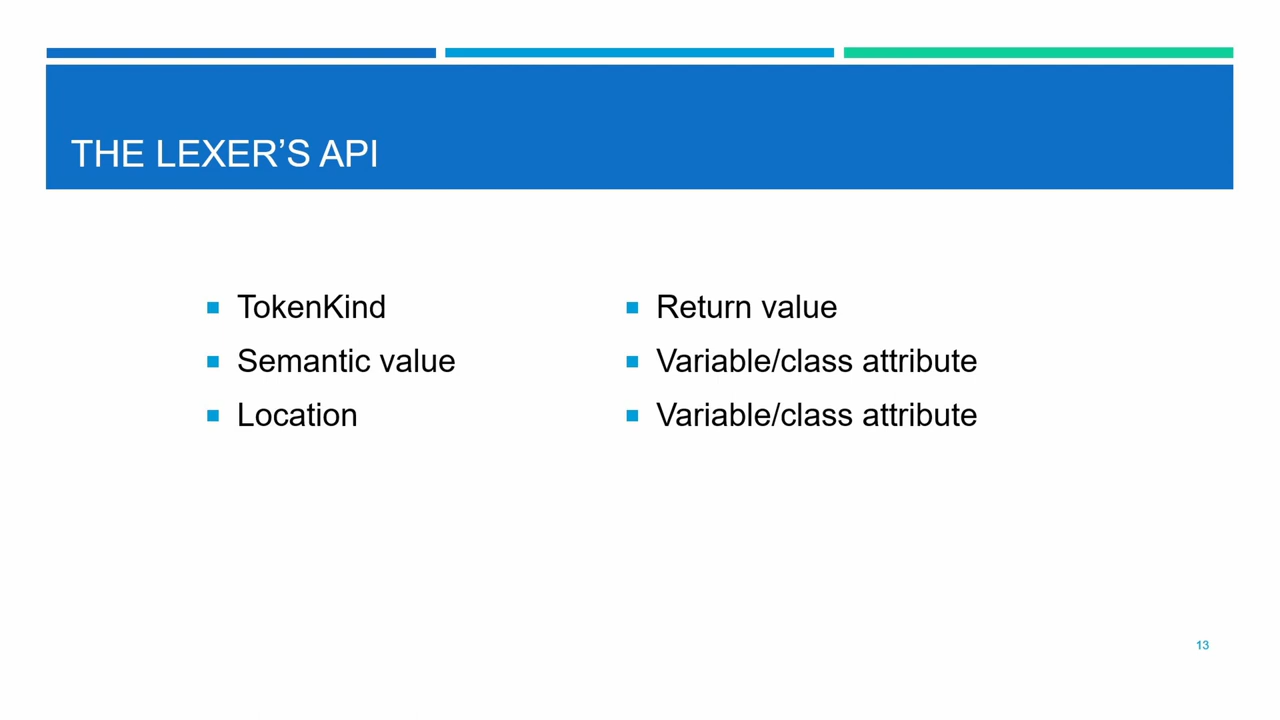 THE LEXER’S API
TokenKind
Semantic value
Location
Return value
Variable/class attribute
Variable/class attribute
13